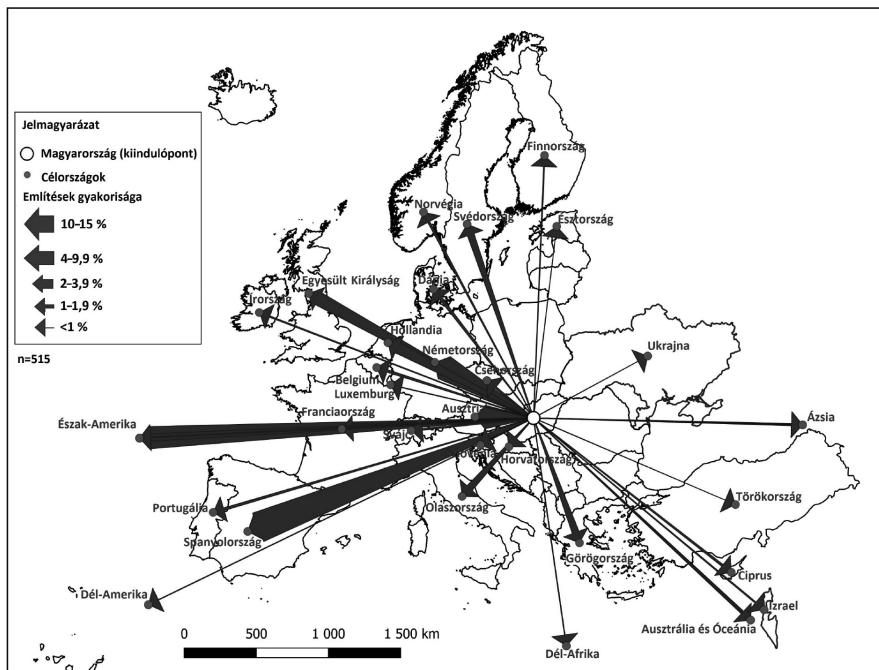 Jelmagyarázat
Magyarország (kiindulópont)
Célországok
Említések gyakorisága
10–15 %
4–9,9 %
2–3,9 %
1–1,9 %
<1 %
n=515
Finnország
Norvégia
Svédország
Észtország
Egyesült Királyság
Dánia
Írország
Hollandia
Németország
Ukrajna
Csehország
Belgium
Luxemburg
Franciaország
Ausztri
Észak-Amerika
Ázsia
Svájc
Horvátország
Olaszország
Portugália
Spanyolország
Törökország
Görögország
Ciprus
Dél-Amerika
Izrael
Ausztrália és Óceánia
Dél-Afrika
0 500 1 000 1 500 km